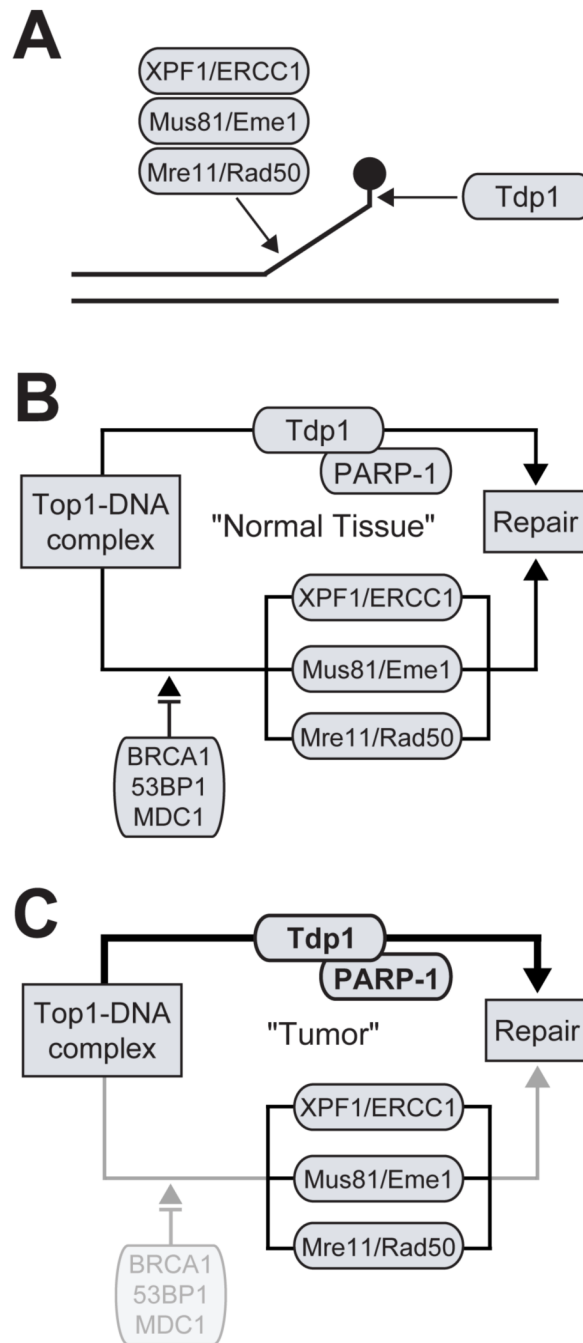 A
XPF1/ERCC1
Mus81/Eme1
Mre11/Rad50
Tdp1
B
Tdp1
PARP-1
Top1-DNA
complex
"Normal Tissue"
Repair
XPF1/ERCC1
Mus81/Eme1
Mre11/Rad50
BRCA1
53BP1
MDC1
C
Tdp1
PARP-1
Top1-DNA
complex
"Tumor"
Repair
XPF1/ERCC1
Mus81/Eme1
Mre11/Rad50
BRCA1
53BP1
MDC1